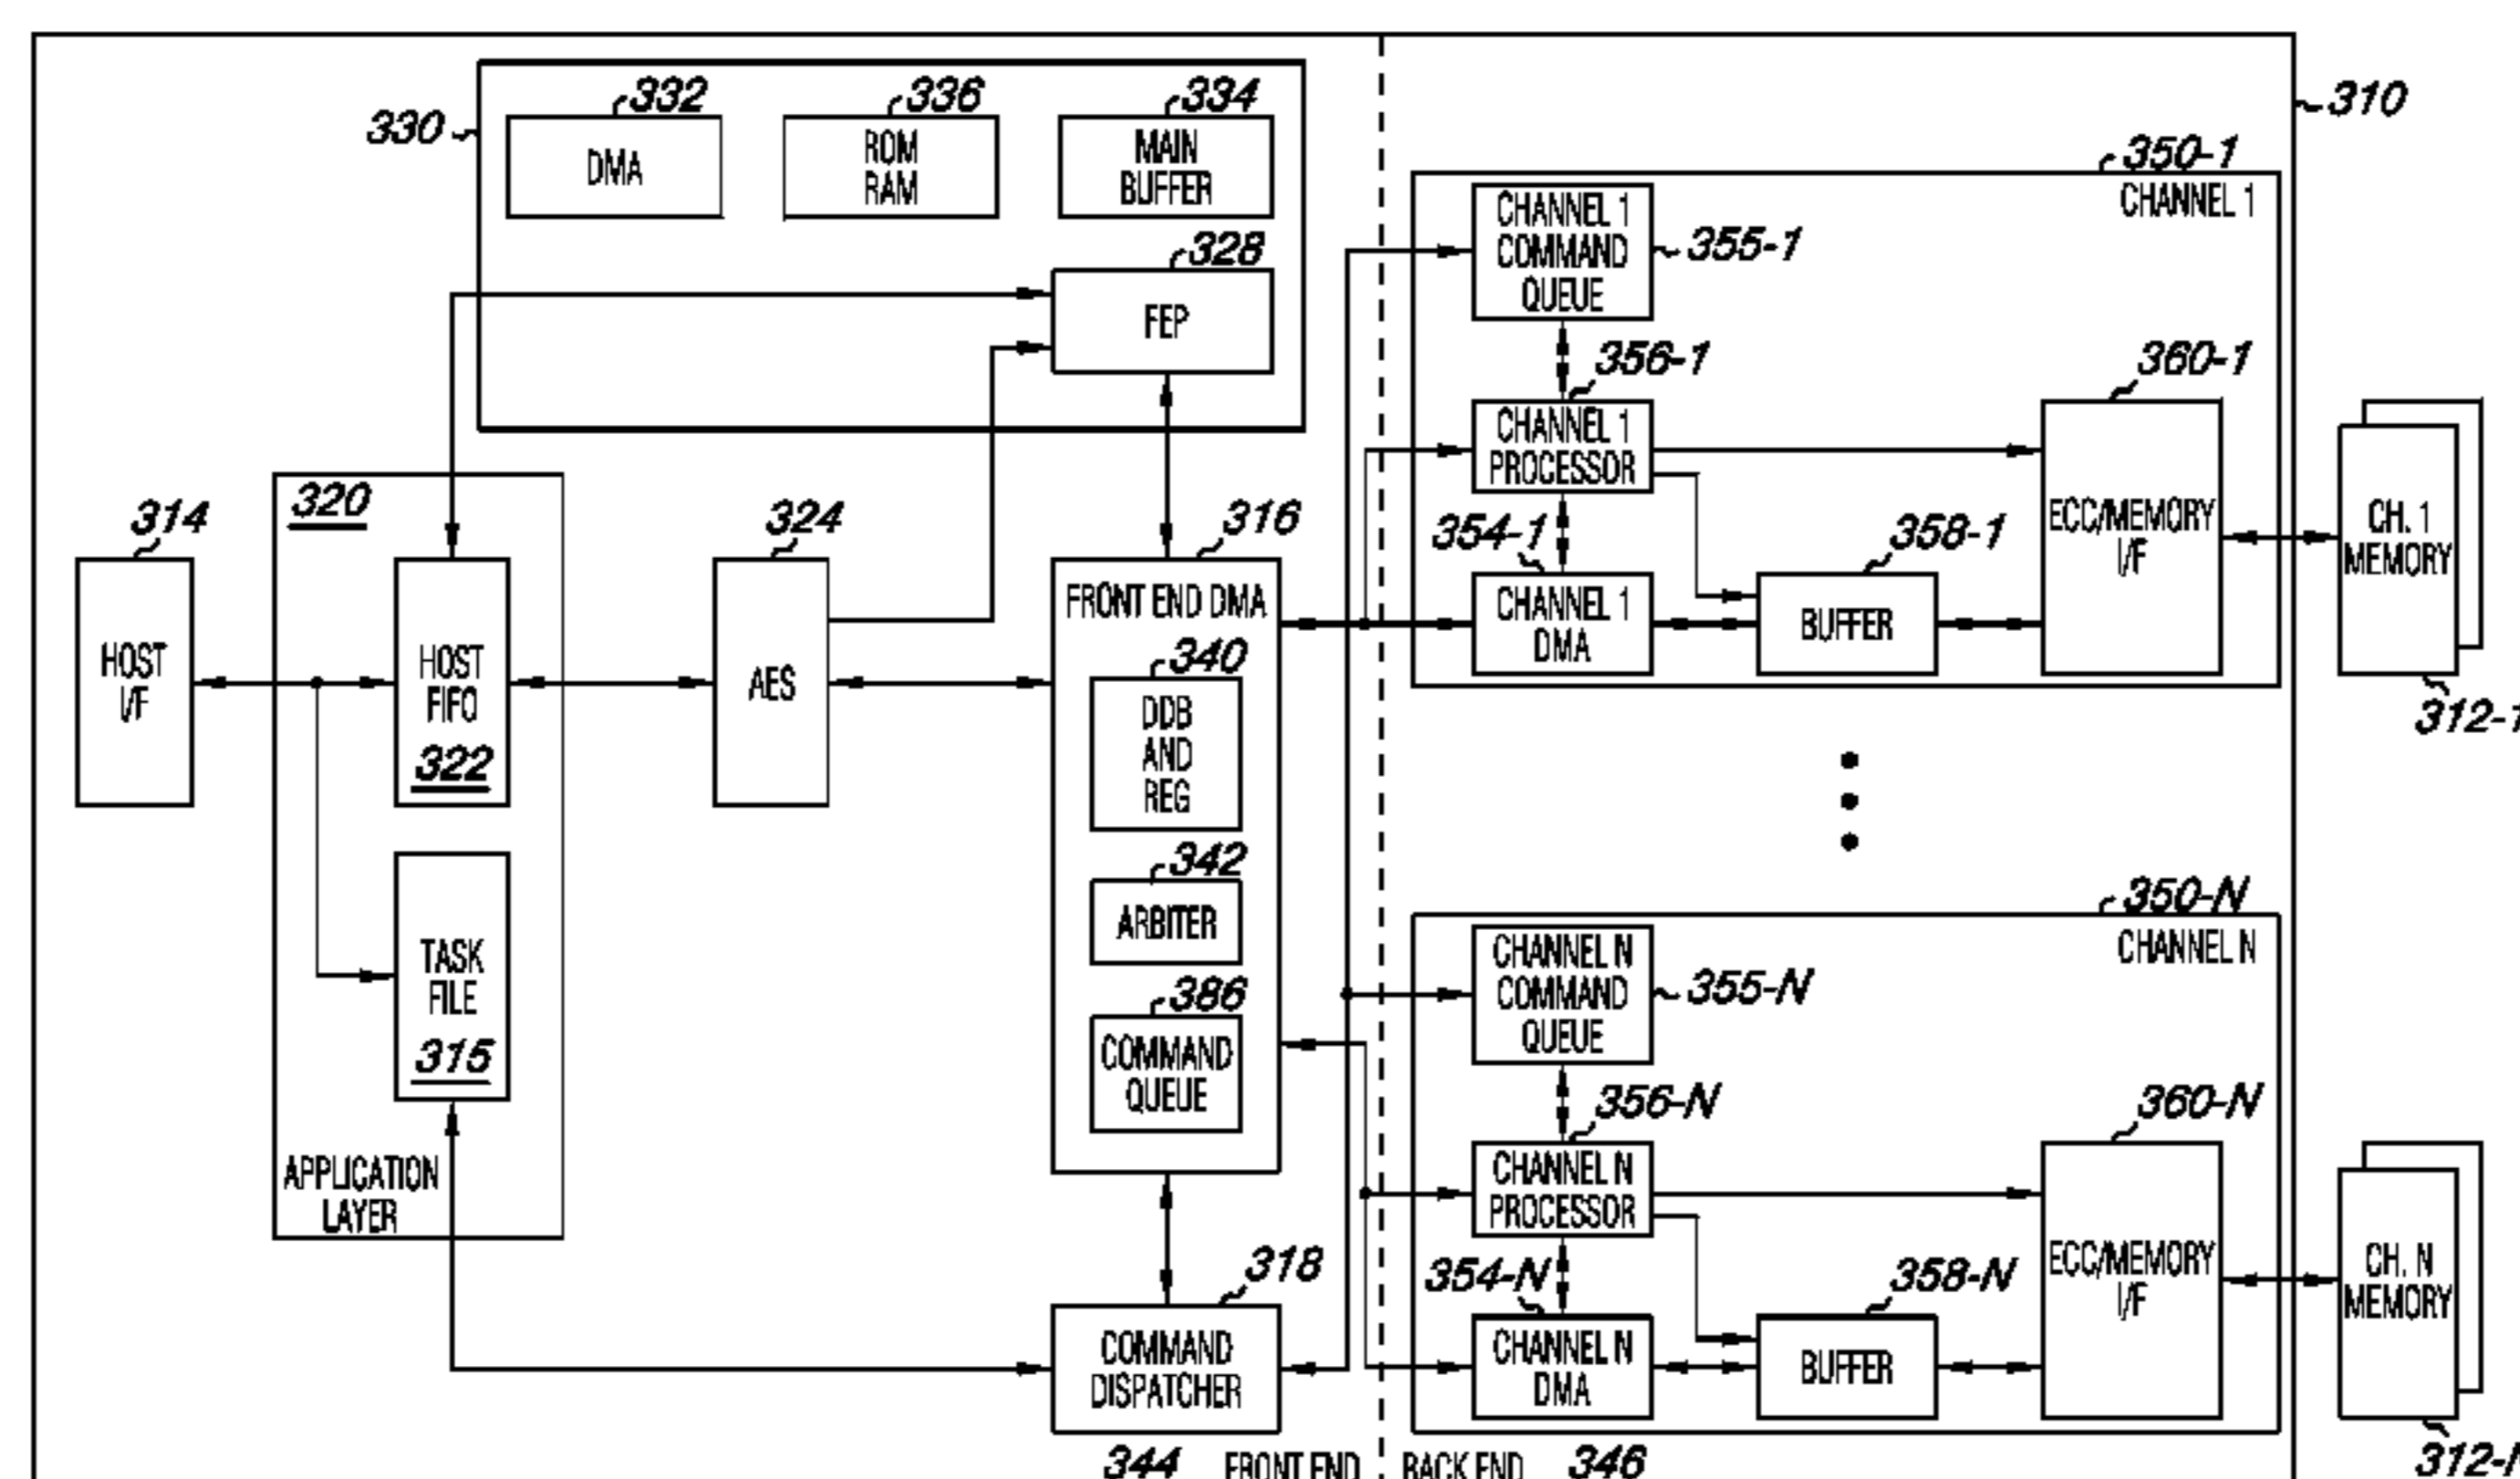 332
336
334
310
330
DMA
ROM
RAM
MAIN
BUFFER
350-1
CHANNEL 1
CHANNEL 1
COMMAND
QUEUE
355-1
328
FEP
356-1
360-1
CHANNEL 1
PROCESSOR
320
314
324
316
354-1
358-1
ECC/MEMORY
I/F
CH. 1
MEMORY
HOST
I/F
HOST
FIFO
322
AES
FRONT END DMA
CHANNEL 1
DMA
BUFFER
340
DDB
AND
REG
312-1
342
ARBITER
350-N
CHANNEL N
TASK
FILE
315
386
COMMAND
QUEUE
CHANNEL N
COMMAND
QUEUE
355-N
356-N
360-N
APPLICATION
LAYER
CHANNEL N
PROCESSOR
318
354-N
358-N
ECC/MEMORY
I/F
CH. N
MEMORY
COMMAND
DISPATCHER
CHANNEL N
DMA
BUFFER
344
FRONT END
BACK END
346